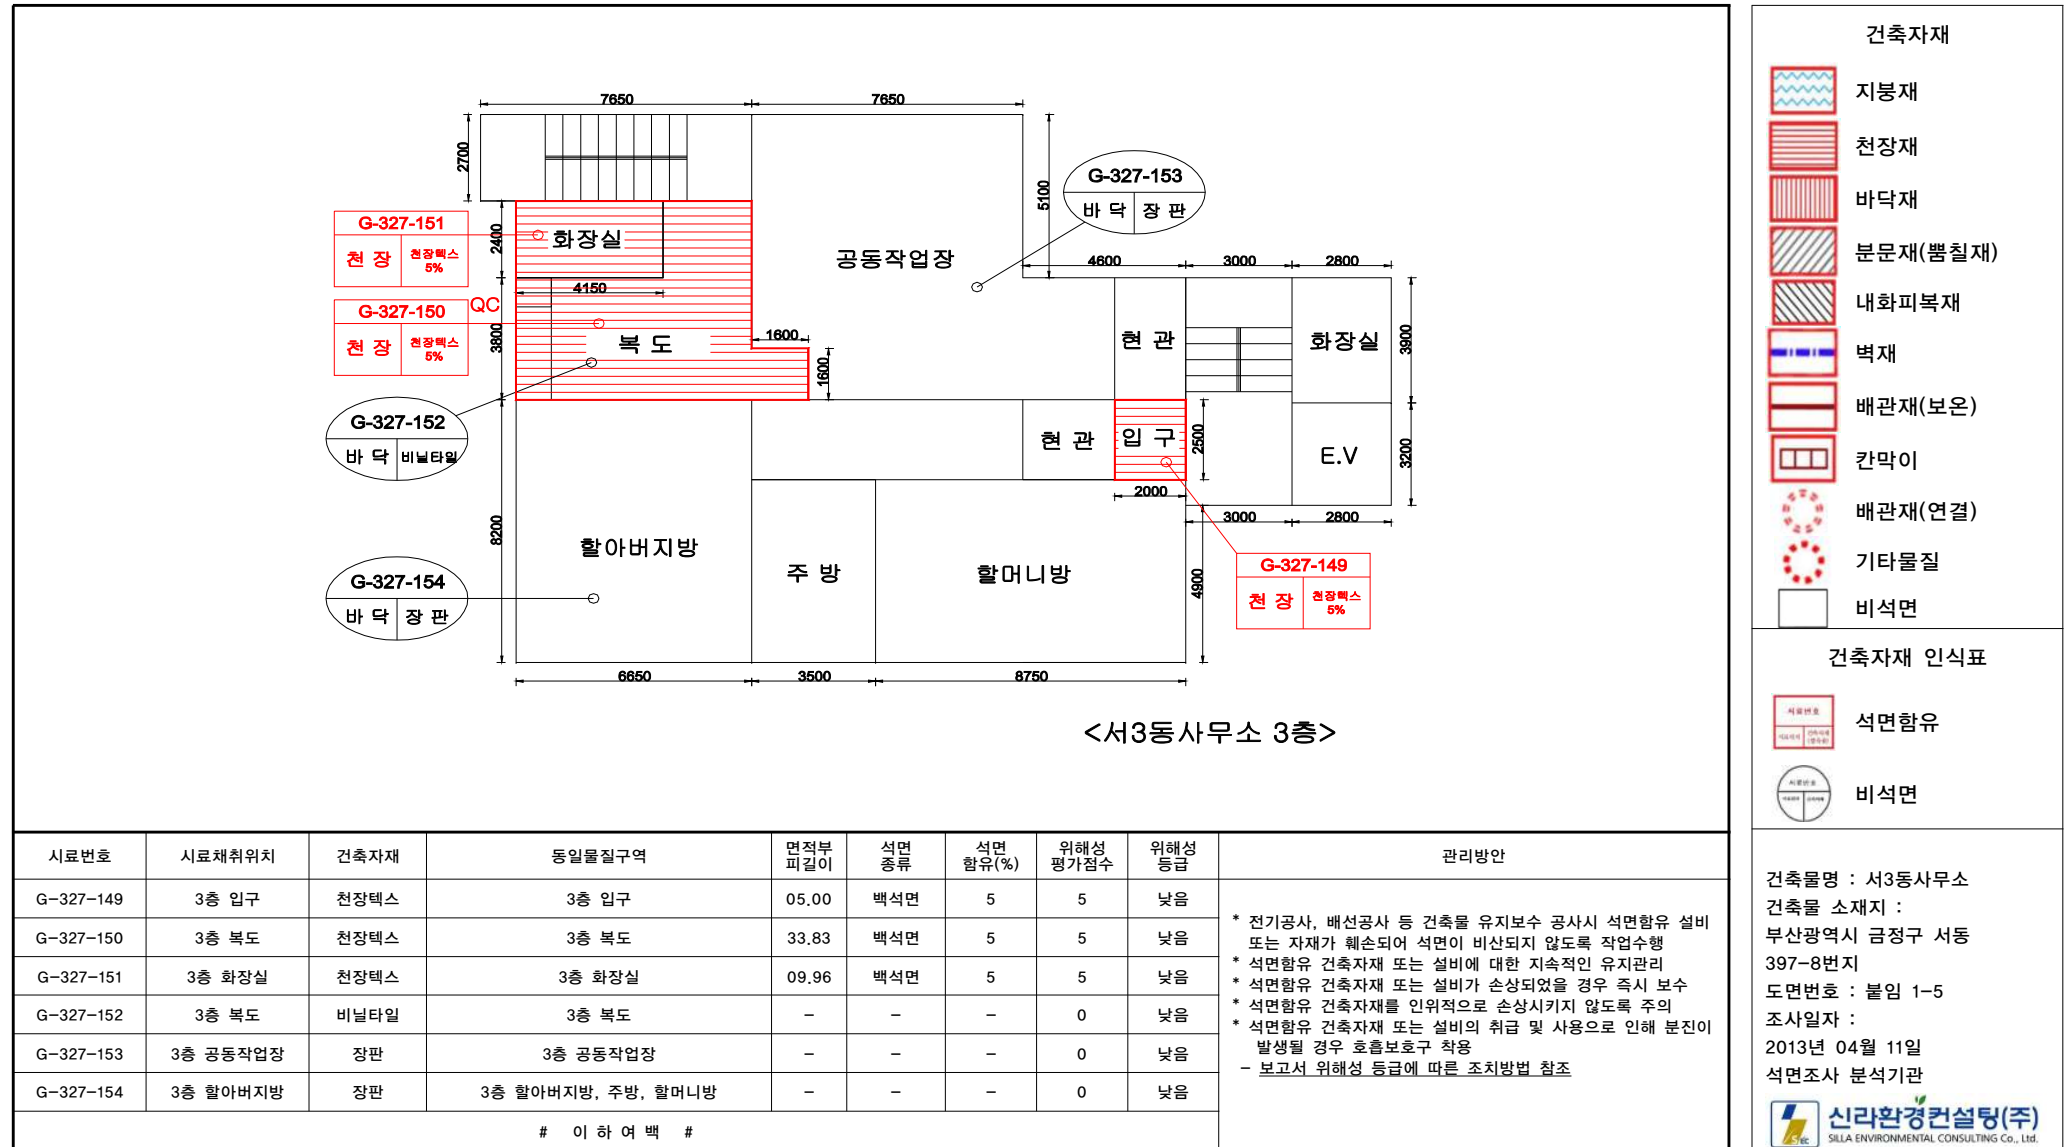 7650
7650
2700
5100
G-327-153
바 닥
장 판
G-327-151
천 장
천장텍스
5%
2400
화장실
공동작업장
4600
3000
2800
4150
QC
G-327-150
천 장
천장텍스
5%
3800
복 도
1600
1600
현 관
화장실
3900
G-327-152
바 닥
비닐타일
현 관
입 구
2500
E.V
3200
2000
3000
2800
8200
할아버지방
주 방
할머니방
4900
G-327-149
천 장
천장텍스
5%
G-327-154
바 닥
장 판
6650
3500
8750
<서3동사무소 3층>
시료번호
시료채취위치
건축자재
동일물질구역
면적부
피길이
석면
종류
석면
함유(%)
위해성
평가점수
위해성
등급
관리방안
G-327-149 3층 입구 천장텍스 3층 입구 05.00 백석면 5 5 낮음
G-327-150 3층 복도 천장텍스 3층 복도 33.83 백석면 5 5 낮음
G-327-151 3층 화장실 천장텍스 3층 화장실 09.96 백석면 5 5 낮음
G-327-152 3층 복도 비닐타일 3층 복도 - - - 0 낮음
G-327-153 3층 공동작업장 장판 3층 공동작업장 - - - 0 낮음
G-327-154 3층 할아버지방 장판 3층 할아버지방, 주방, 할머니방 - - - 0 낮음
# 이 하 여 백 #
* 전기공사, 배선공사 등 건축물 유지보수 공사시 석면함유 설비
또는 자재가 훼손되어 석면이 비산되지 않도록 작업수행
* 석면함유 건축자재 또는 설비에 대한 지속적인 유지관리
* 석면함유 건축자재 또는 설비가 손상되었을 경우 즉시 보수
* 석면함유 건축자재를 인위적으로 손상시키지 않도록 주의
* 석면함유 건축자재 또는 설비의 취급 및 사용으로 인해 분진이
발생될 경우 호흡보호구 착용
- 보고서 위해성 등급에 따른 조치방법 참조
건축자재
지붕재
천장재
바닥재
분문재(뿜칠재)
내화피복재
벽재
배관재(보온)
칸막이
배관재(연결)
기타물질
비석면
건축자재 인식표
시료번호
석면함유
비석면
건축물명 : 서3동사무소
건축물 소재지 :
부산광역시 금정구 서동
397-8번지
도면번호 : 붙임 1-5
조사일자 :
2013년 04월 11일
석면조사 분석기관
신라환경컨설팅(주)
SILLA ENVIRONMENTAL CONSULTING Co., Ltd.